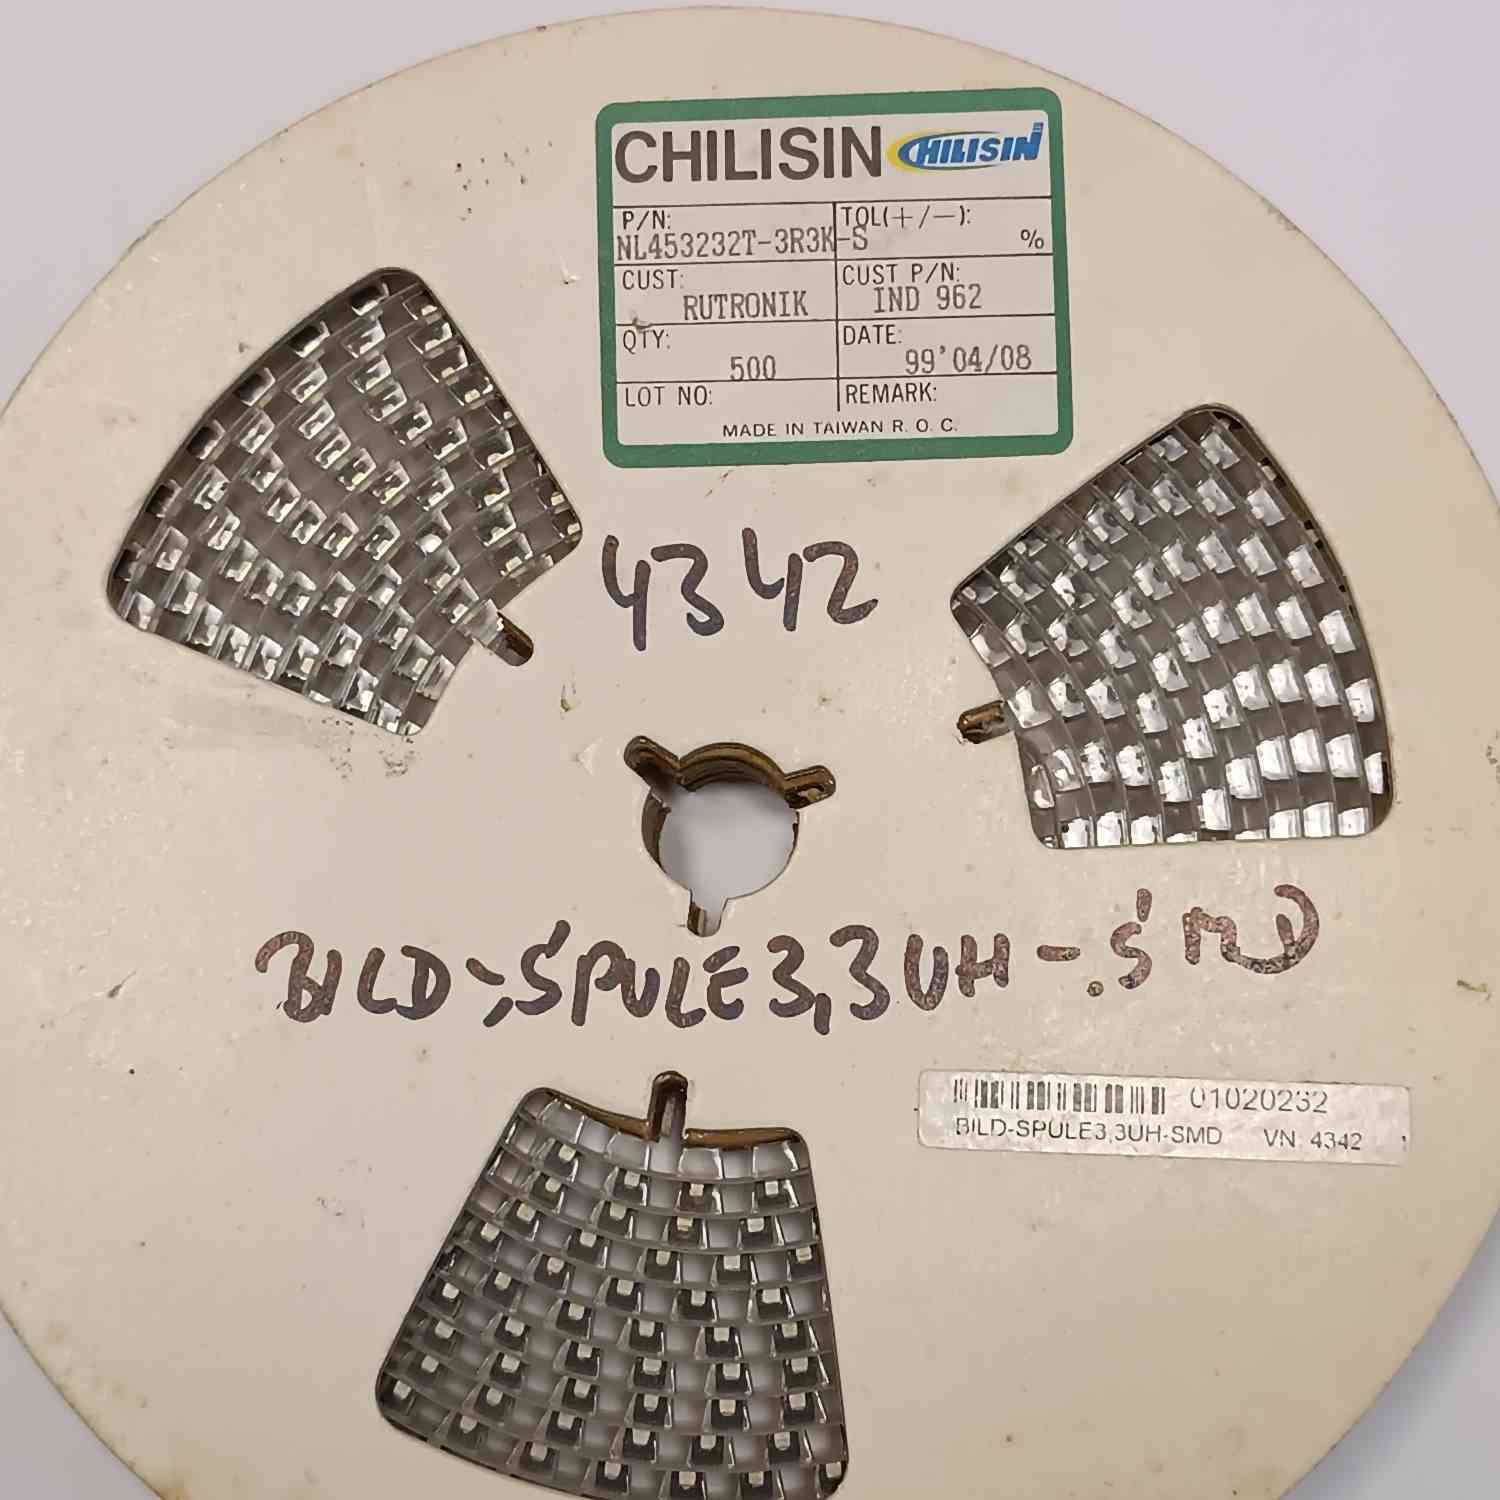 CHILISIN CHILISIN
P/N: TOL(+/-):
NL453232T-3R3K-S %
CUST: CUST P/N:
RUTRONIK IND 962
QTY: DATE:
500 99'04/08
LOT NO: REMARK:
MADE IN TAIWAN R. O. C.
4342
BILD-SPULE3,3UH-SMD
01020232
BILD-SPULE3,3UH-SMD VN: 4342